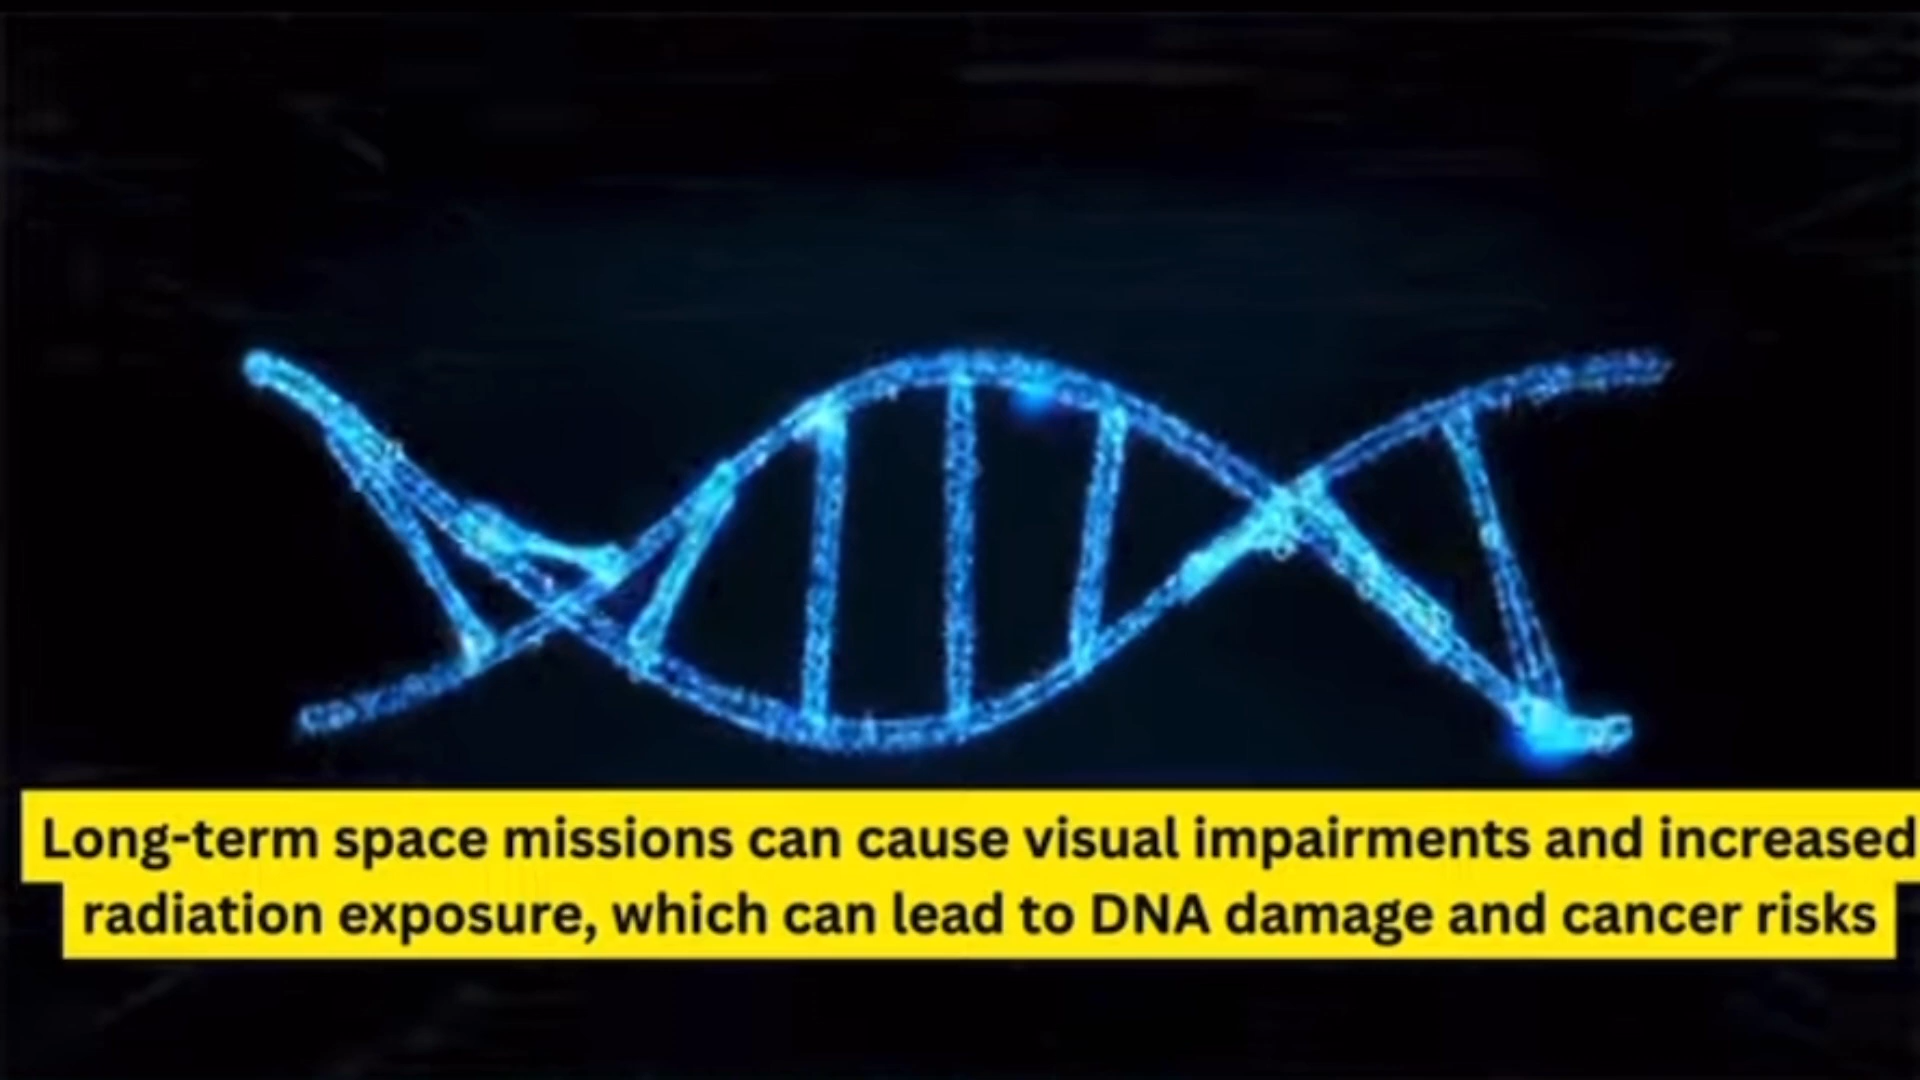 Long-term space missions can cause visual impairments and increased
radiation exposure, which can lead to DNA damage and cancer risks